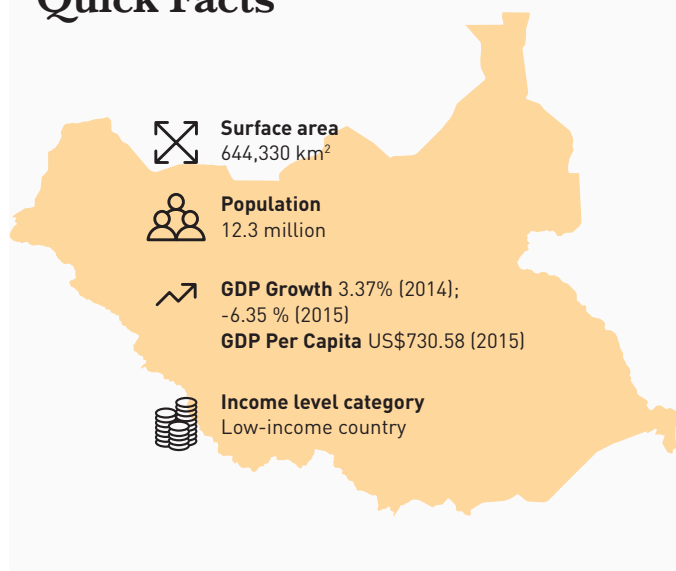 Quick Facts
Surface area
644,330 km²
Population
12.3 million
GDP Growth 3.37% (2014);
-6.35 % (2015)
GDP Per Capita US$730.58 (2015)
Income level category
Low-income country